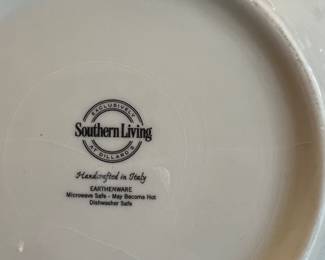 EXCLUSIVELY
Southern Living
AT DILLARD'S
Handcrafted in Italy
EARTHENWARE
Microwave Safe - May Become Hot
Dishwasher Safe